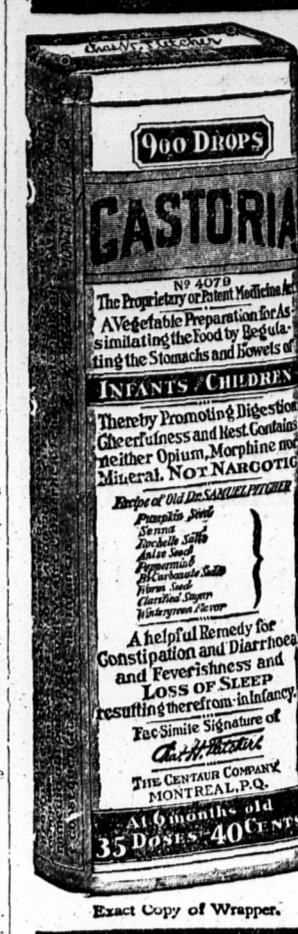 Chas. H. Fletcher
900 DROPS
CASTORIA
Nº 4079
The Proprietary or Patent Medicine Act
A Vegetable Preparation for As-
similating the Food by Regula-
ting the Stomachs and Bowels of
INFANTS CHILDREN
Thereby Promoting Digestion
Cheerfulness and Rest. Contains
neither Opium, Morphine nor
Mineral. NOT NARCOTIC
Recipe of Old Dr. SAMUEL PITCHER
Pumpkin Seed
Senna
Rochelle Salts
Anise Seed
Peppermint
Bi-Carbonate Soda
Worm Seed
Clarified Sugar
Wintergreen Flavor
A helpful Remedy for
Constipation and Diarrhoea
and Feverishness and
LOSS OF SLEEP
resulting therefrom in Infancy.
Fac Simile Signature of
Chas. H. Fletcher
THE CENTAUR COMPANY
MONTREAL, P.Q.
At 6 months old
35 DOSES - 40 CENTS
Exact Copy of Wrapper.